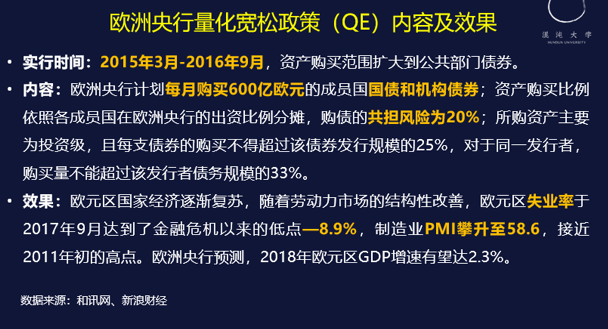 欧洲央行量化宽松政策（QE）内容及效果
混沌大学
HUNDUN UNIVERSITY
• 实行时间：2015年3月-2016年9月，资产购买范围扩大到公共部门债券。
• 内容：欧洲央行计划每月购买600亿欧元的成员国国债和机构债券；资产购买比例
依照各成员国在欧洲央行的出资比例分摊，购债的共担风险为20%；所购资产主要
为投资级，且每支债券的购买不得超过该债券发行规模的25%，对于同一发行者，
购买量不能超过该发行者债务规模的33%。
• 效果：欧元区国家经济逐渐复苏，随着劳动力市场的结构性改善，欧元区失业率于
2017年9月达到了金融危机以来的低点—8.9%，制造业PMI攀升至58.6，接近
2011年初的高点。欧洲央行预测，2018年欧元区GDP增速有望达2.3%。
数据来源：和讯网、新浪财经